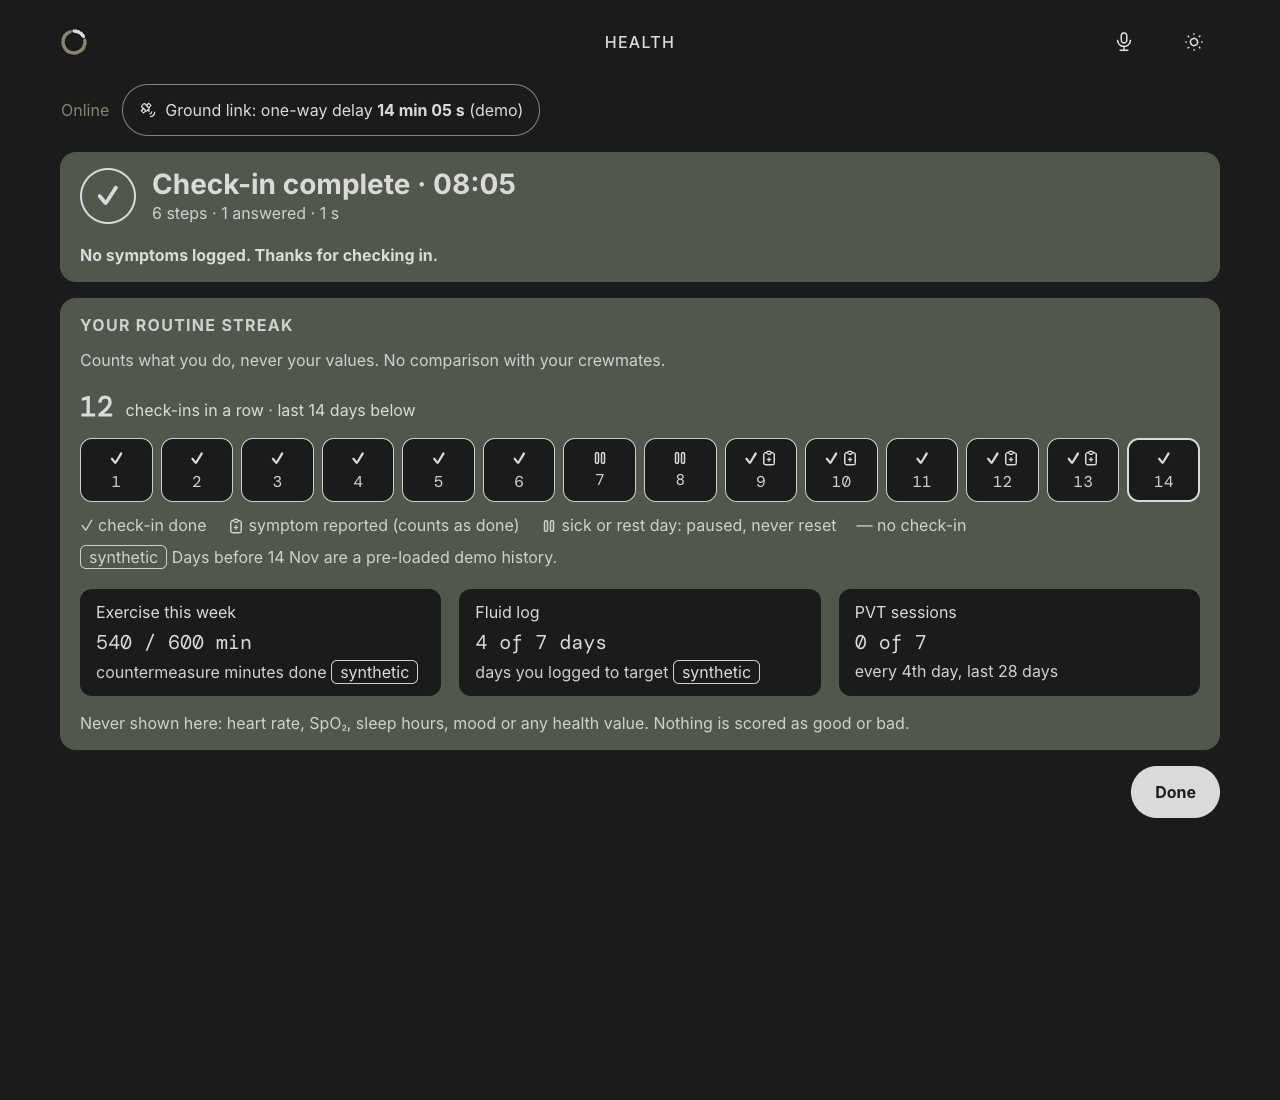 HEALTH
Online
Ground link: one-way delay 14 min 05 s (demo)
Check-in complete · 08:05
6 steps · 1 answered · 1 s
No symptoms logged. Thanks for checking in.
YOUR ROUTINE STREAK
Counts what you do, never your values. No comparison with your crewmates.
12 check-ins in a row · last 14 days below
1 2 3 4 5 6 7 8 9 10 11 12 13 14
check-in done symptom reported (counts as done) sick or rest day: paused, never reset — no check-in
synthetic Days before 14 Nov are a pre-loaded demo history.
Exercise this week
540 / 600 min
countermeasure minutes done synthetic
Fluid log
4 of 7 days
days you logged to target synthetic
PVT sessions
0 of 7
every 4th day, last 28 days
Never shown here: heart rate, SpO₂, sleep hours, mood or any health value. Nothing is scored as good or bad.
Done